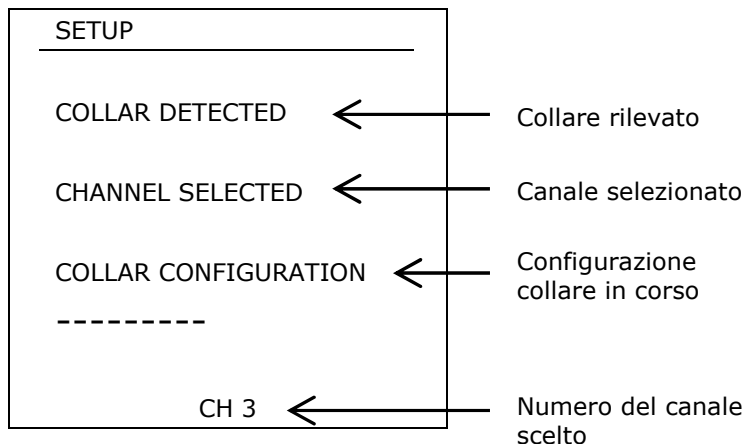 SETUP
COLLAR DETECTED
Collare rilevato
CHANNEL SELECTED
Canale selezionato
COLLAR CONFIGURATION
Configurazione
collare in corso
---------
CH 3
Numero del canale
scelto